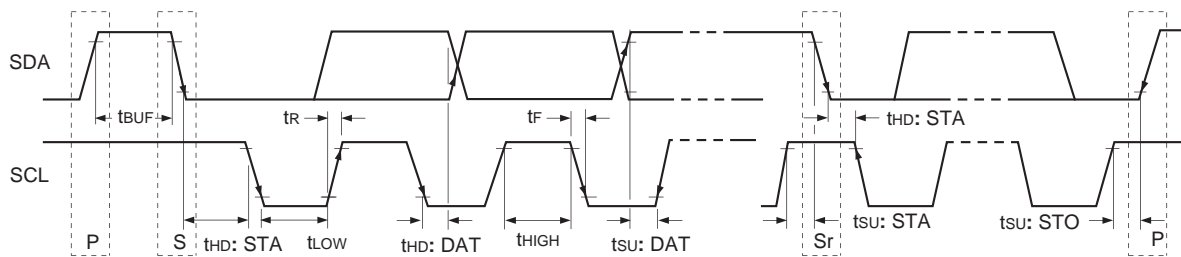 SDA
tBUF
tR
tF
tHD: STA
SCL
P
S
tHD: STA
tLOW
tHD: DAT
tHIGH
tSU: DAT
Sr
tSU: STA
tSU: STO
P